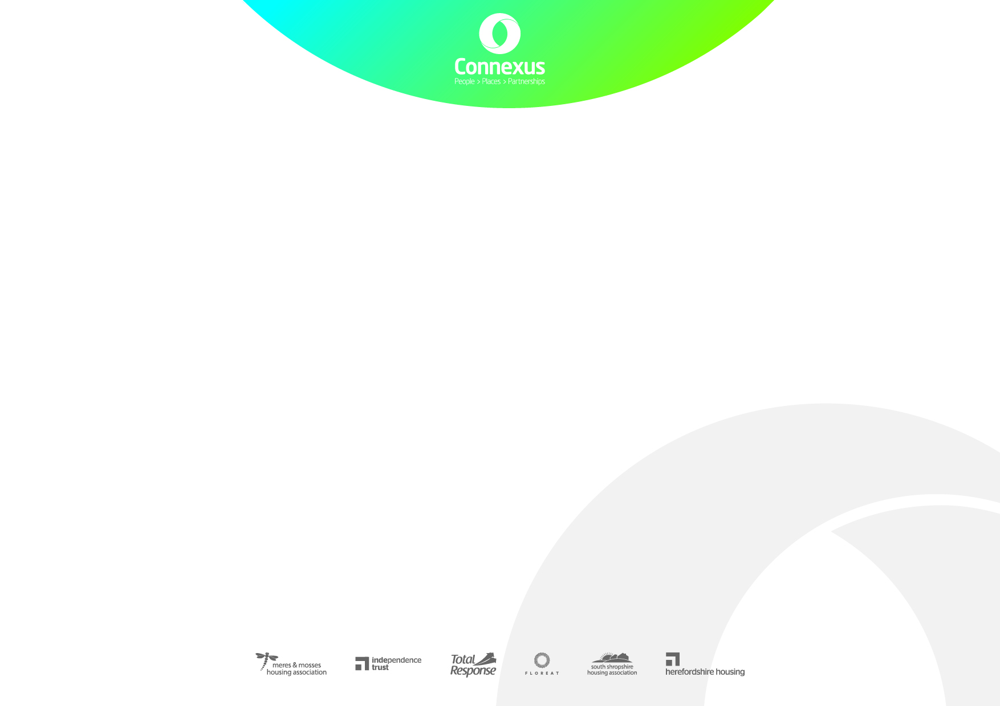 Connexus
People > Places > Partnerships
meres & mosses
housing association
independence
trust
Total
Response
FLOREAT
south shropshire
housing association
herefordshire housing